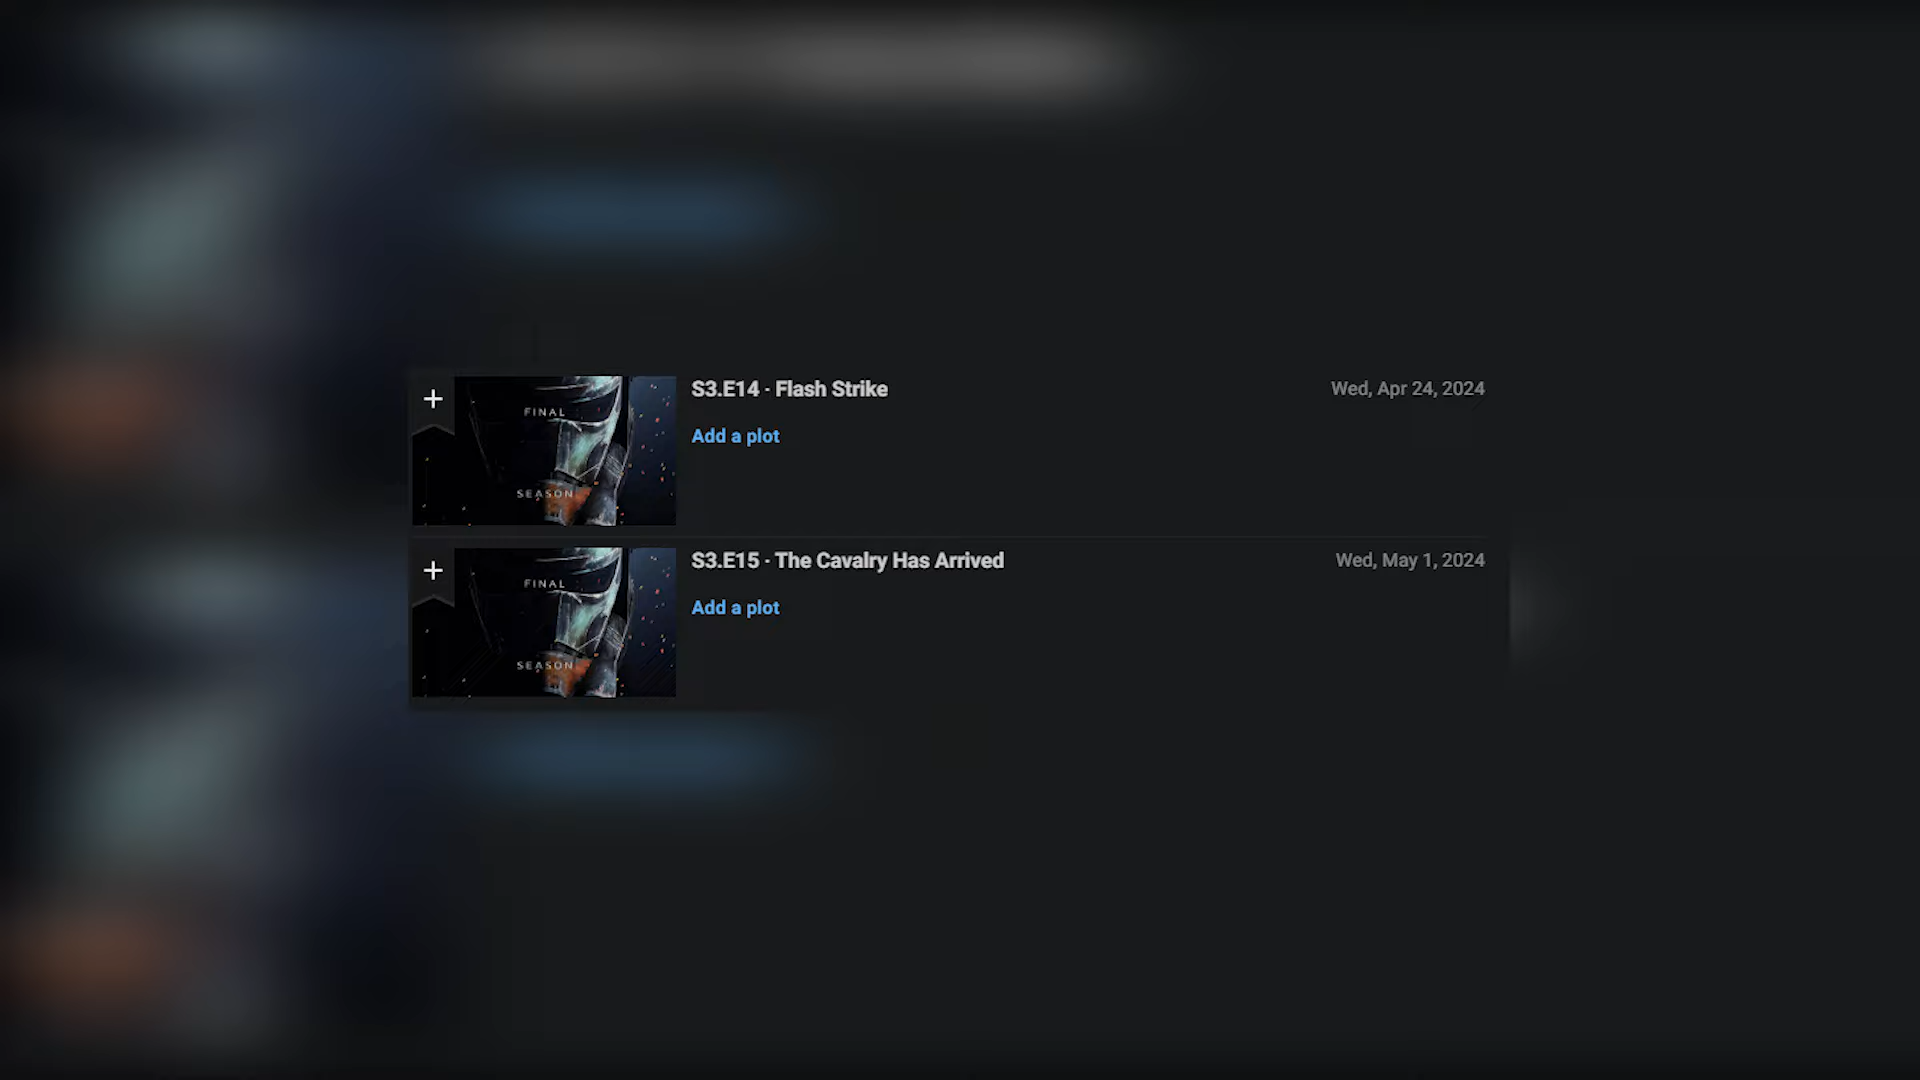 S3.E14 · Flash Strike
Wed, Apr 24, 2024
Add a plot
FINAL
SEASON
S3.E15 · The Cavalry Has Arrived
Wed, May 1, 2024
Add a plot
FINAL
SEASON